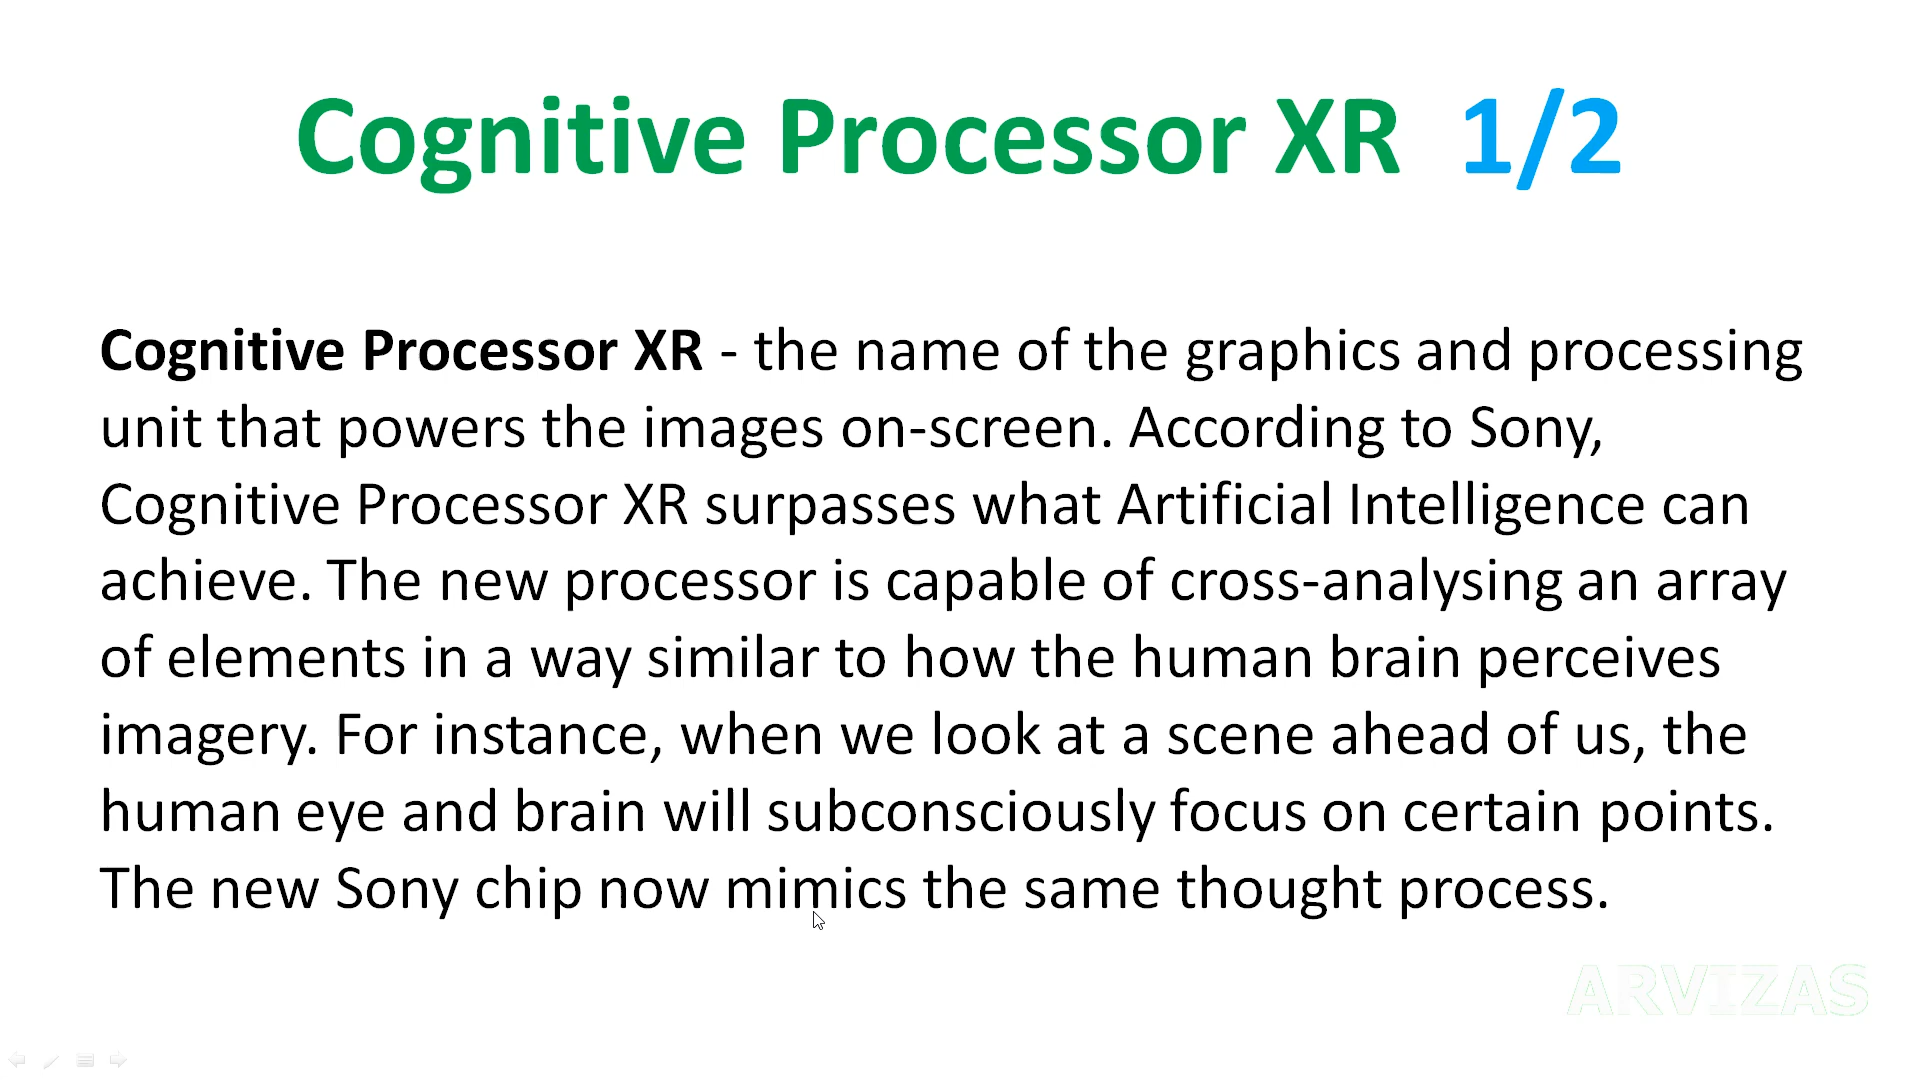 Cognitive Processor XR 1/2
Cognitive Processor XR - the name of the graphics and processing
unit that powers the images on-screen. According to Sony,
Cognitive Processor XR surpasses what Artificial Intelligence can
achieve. The new processor is capable of cross-analysing an array
of elements in a way similar to how the human brain perceives
imagery. For instance, when we look at a scene ahead of us, the
human eye and brain will subconsciously focus on certain points.
The new Sony chip now mimics the same thought process.
ARVIZAS